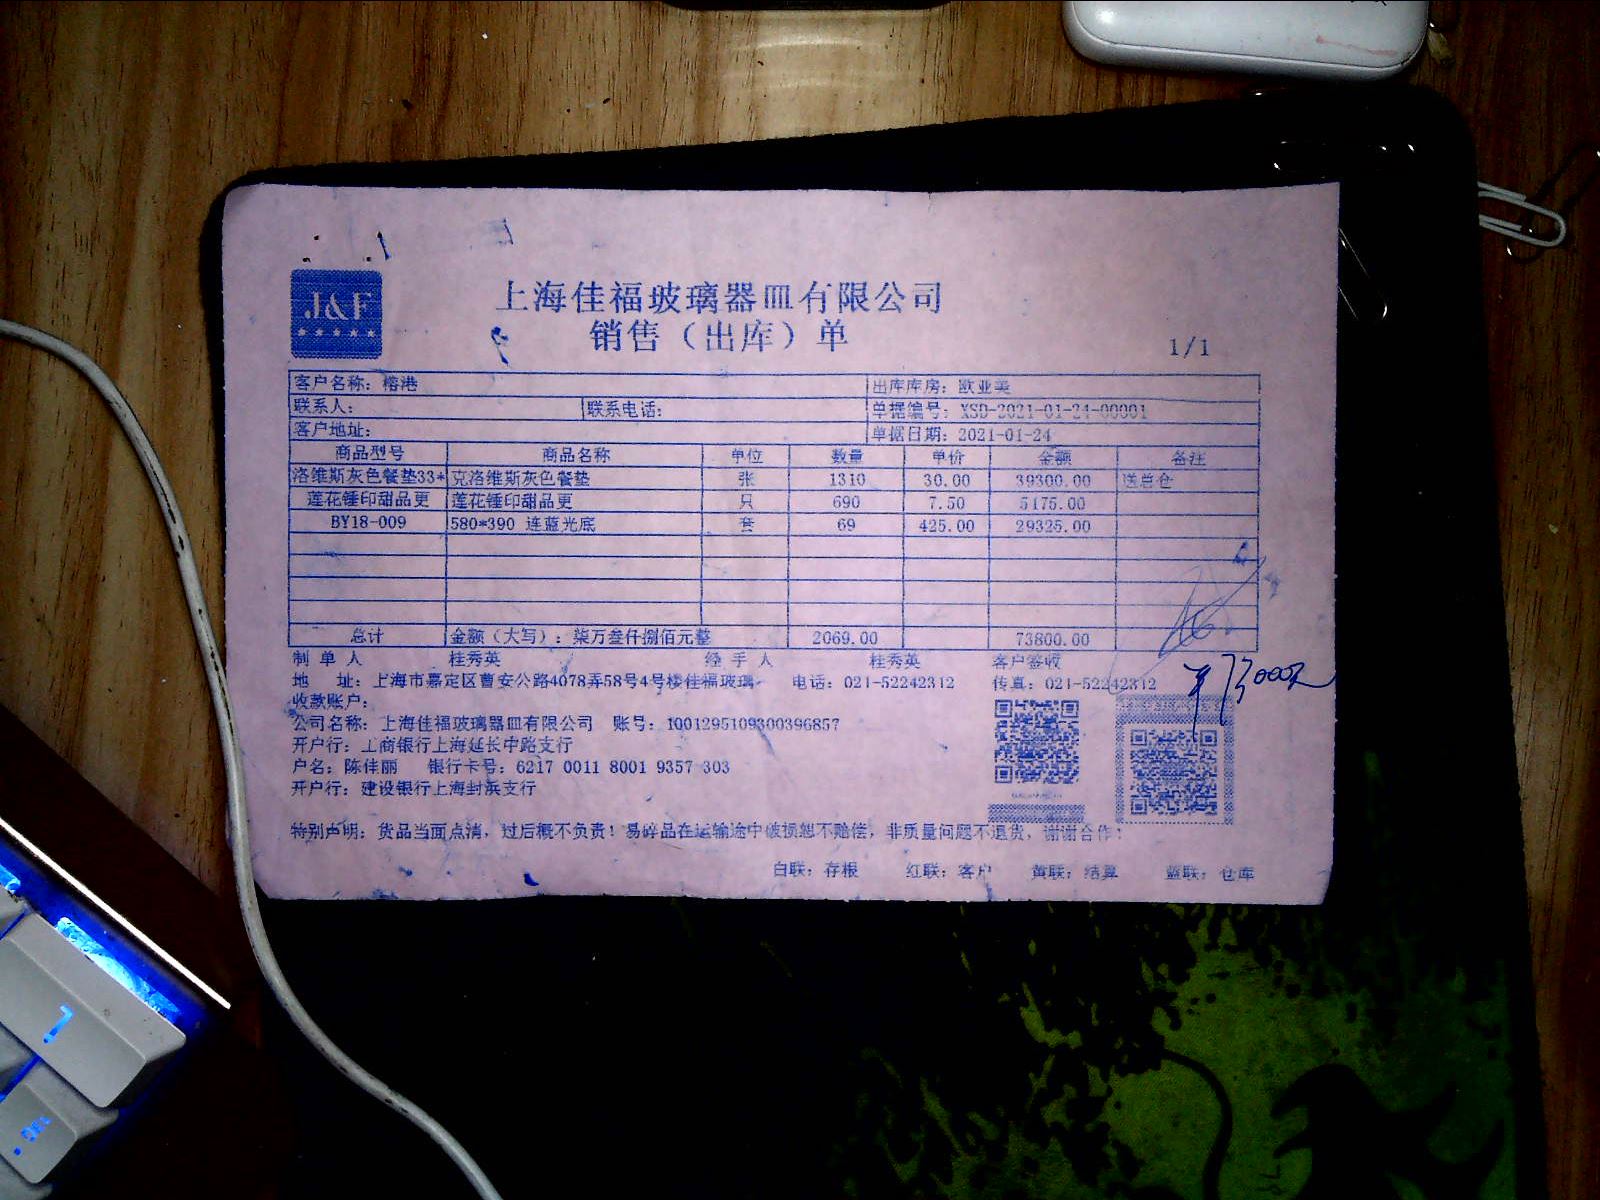 J&F
上海佳福玻璃器皿有限公司
销售（出库）单
1/1
客户名称：榕港 出库库房：欧亚美
联系人： 联系电话： 单据编号：XSD-2021-01-24-00001
客户地址： 单据日期：2021-01-24
商品型号 商品名称 单位 数量 单价 金额 备注
洛维斯灰色餐垫33* 克洛维斯灰色餐垫 张 1310 30.00 39300.00 送总仓
莲花锤印甜品更 莲花锤印甜品更 只 690 7.50 5175.00
BY18-009 580*390 连蓝光底 套 69 425.00 29325.00
总计 金额（大写）：柒万叁仟捌佰元整 2069.00 73800.00
制单人 桂秀英 经手人 桂秀英 客户签收
地 址：上海市嘉定区曹安公路4078弄58号4号楼佳福玻璃 电话：021-52242312 传真：021-52242312
¥73000元
收款账户：
公司名称：上海佳福玻璃器皿有限公司 账号：1001295109300396857
开户行：工商银行上海延长中路支行
户名：陈佳丽 银行卡号：6217 0011 8001 9357 303
开户行：建设银行上海封浜支行
特别声明：货品当面点清，过后概不负责！易碎品在运输途中破损恕不赔偿，非质量问题不退货，谢谢合作！
白联：存根 红联：客户 黄联：结算 蓝联：仓库